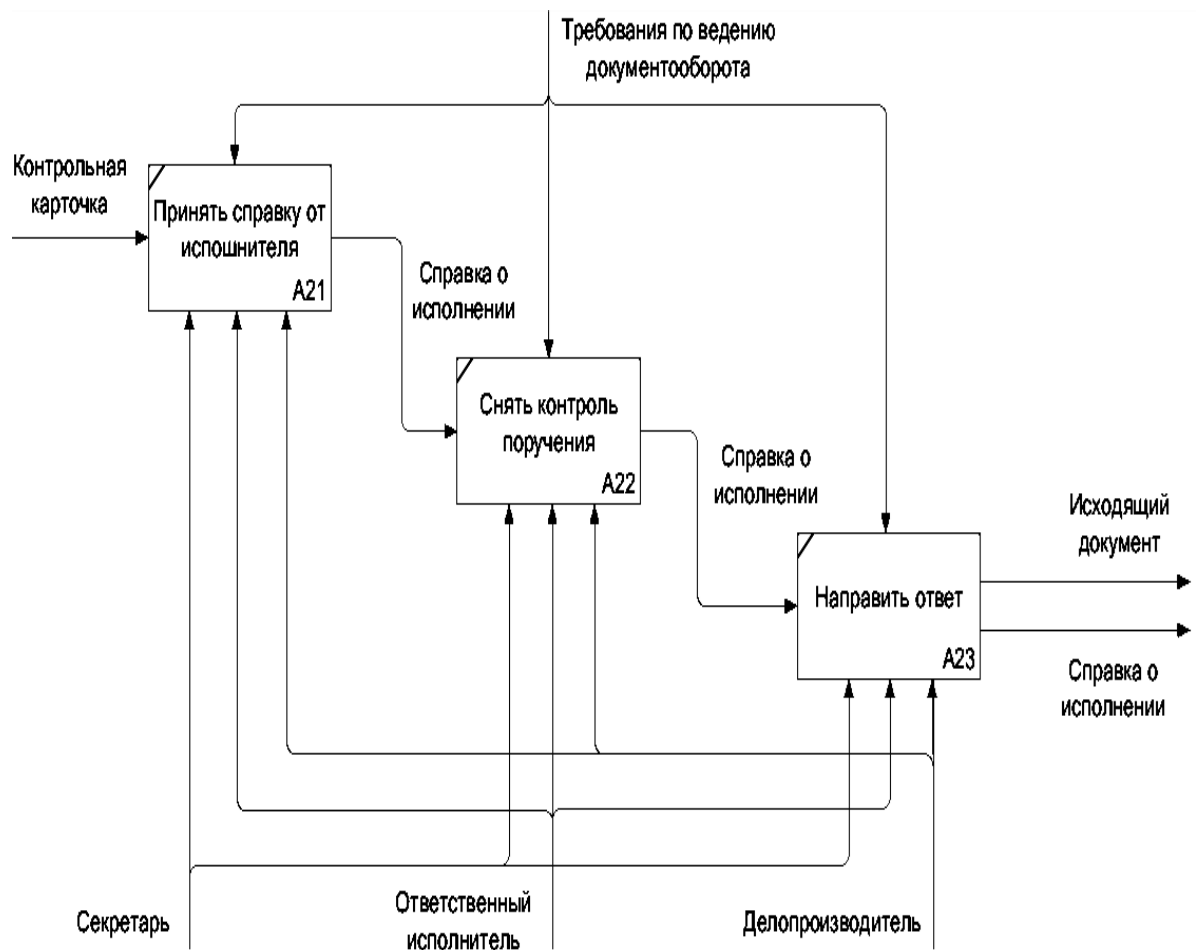 Требования по ведению
документооборота
Контрольная
карточка
Принять справку от
испошнителя
A21
Справка о
исполнении
Снять контроль
поручения
A22
Справка о
исполнении
Исходящий
документ
Направить ответ
A23
Справка о
исполнении
Секретарь
Ответственный
исполнитель
Делопроизводитель